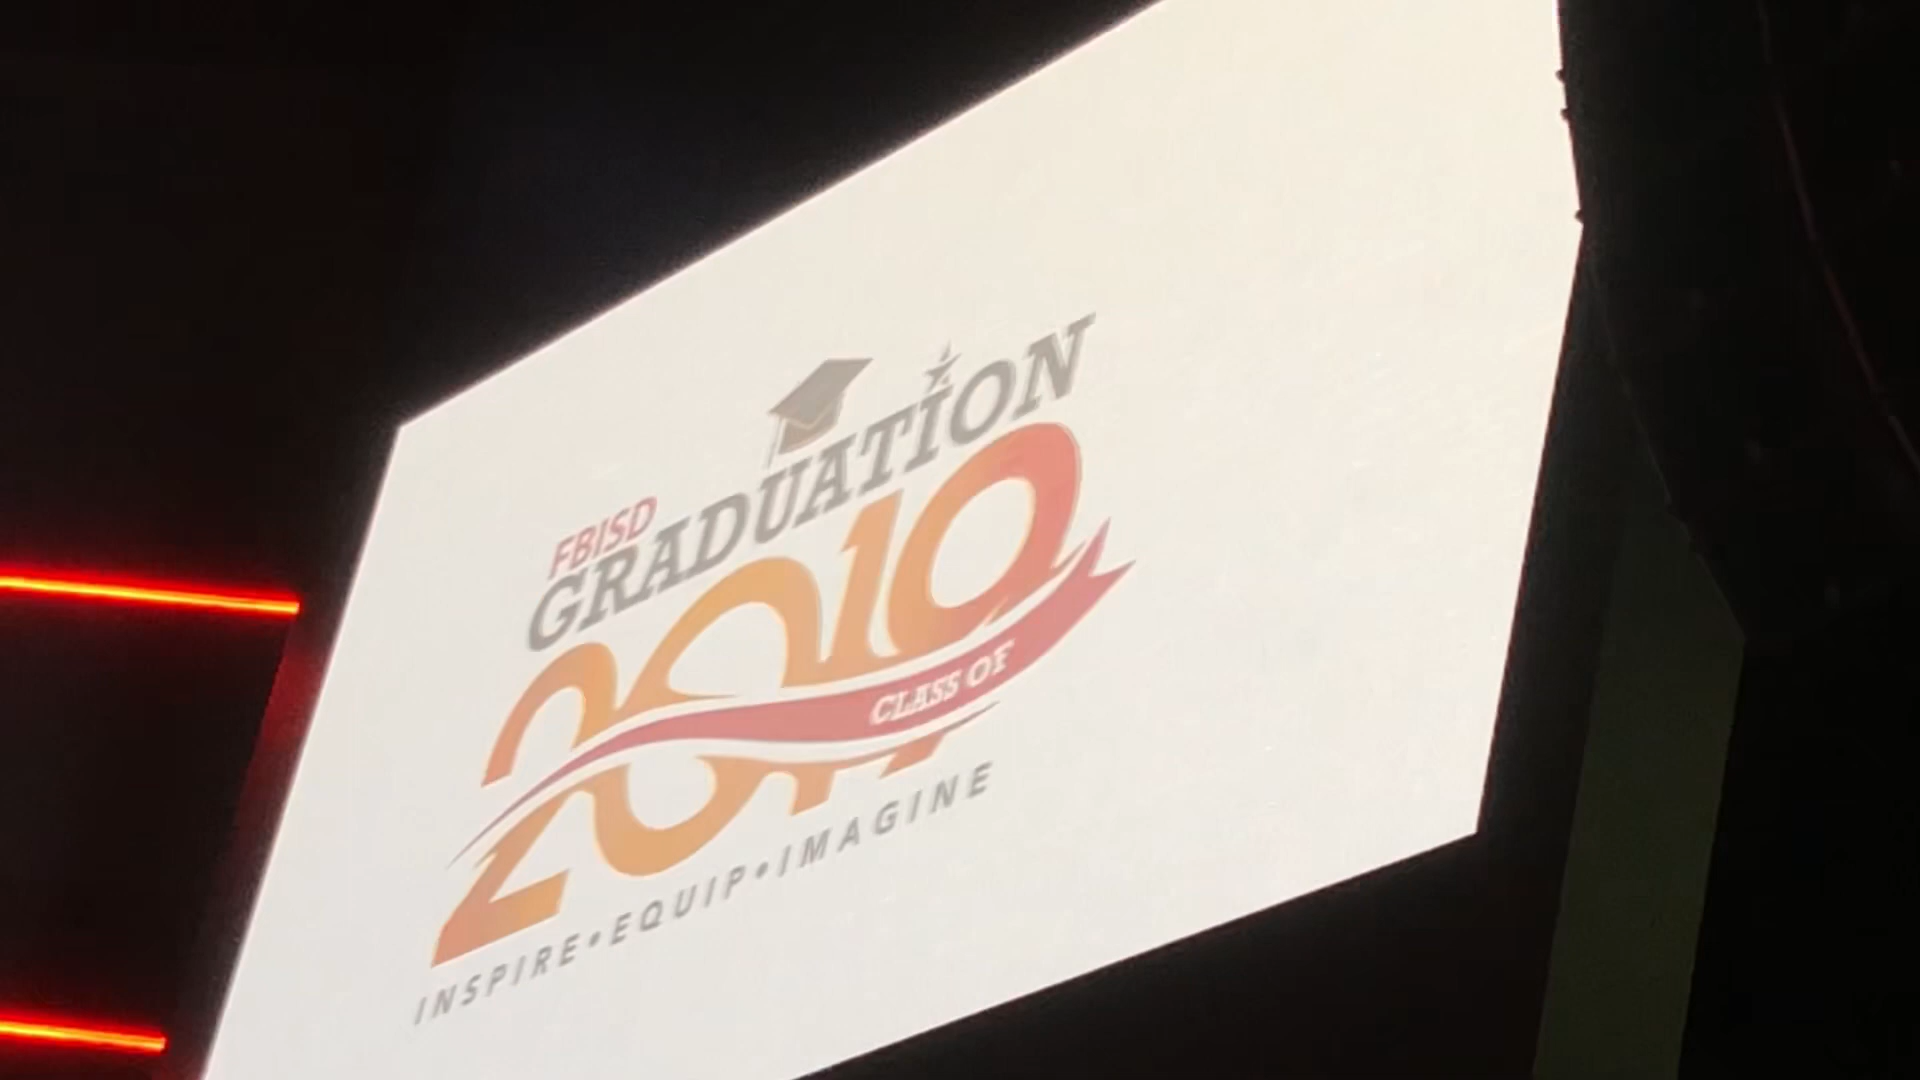 FBISD
GRADUATION
2019
CLASS OF
INSPIRE•EQUIP•IMAGINE